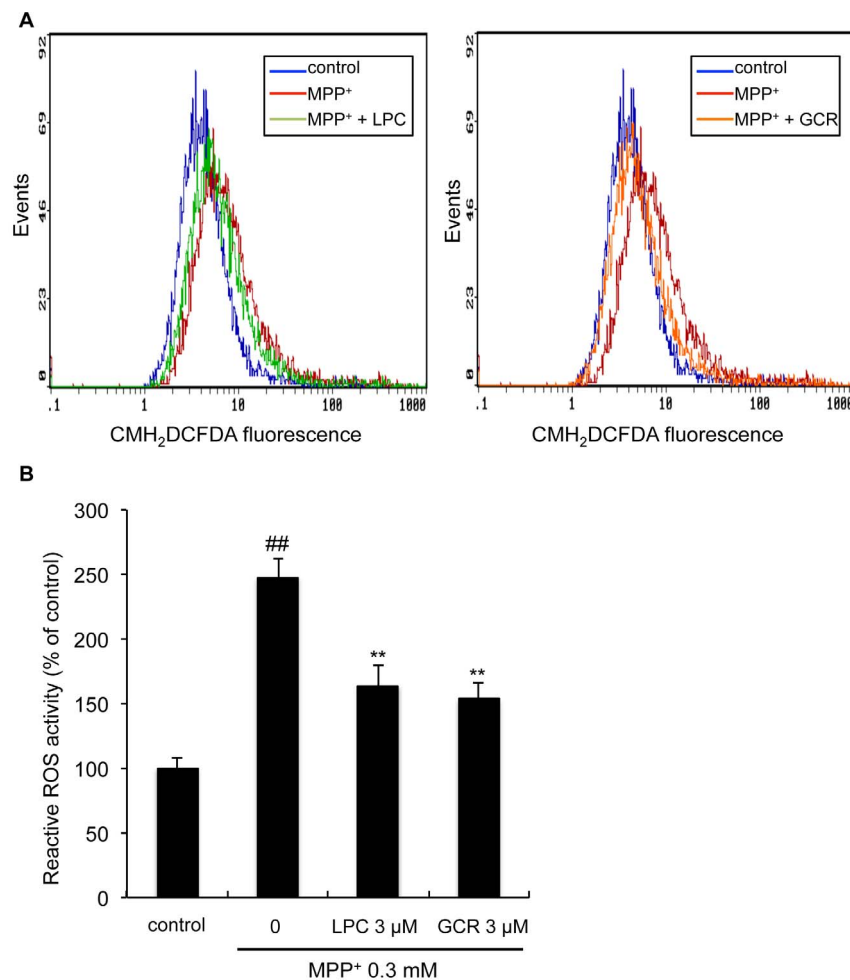 A
92
69
46
23
0
Events
control
MPP⁺
MPP⁺ + LPC
.1
1
10
100
1000
CMH₂DCFDA fluorescence
92
69
46
23
0
Events
control
MPP⁺
MPP⁺ + GCR
.1
1
10
100
1000
CMH₂DCFDA fluorescence
B
Reactive ROS activity (% of control)
300
250
200
150
100
50
0
##
**
**
control
0
LPC 3 µM
GCR 3 µM
MPP⁺ 0.3 mM